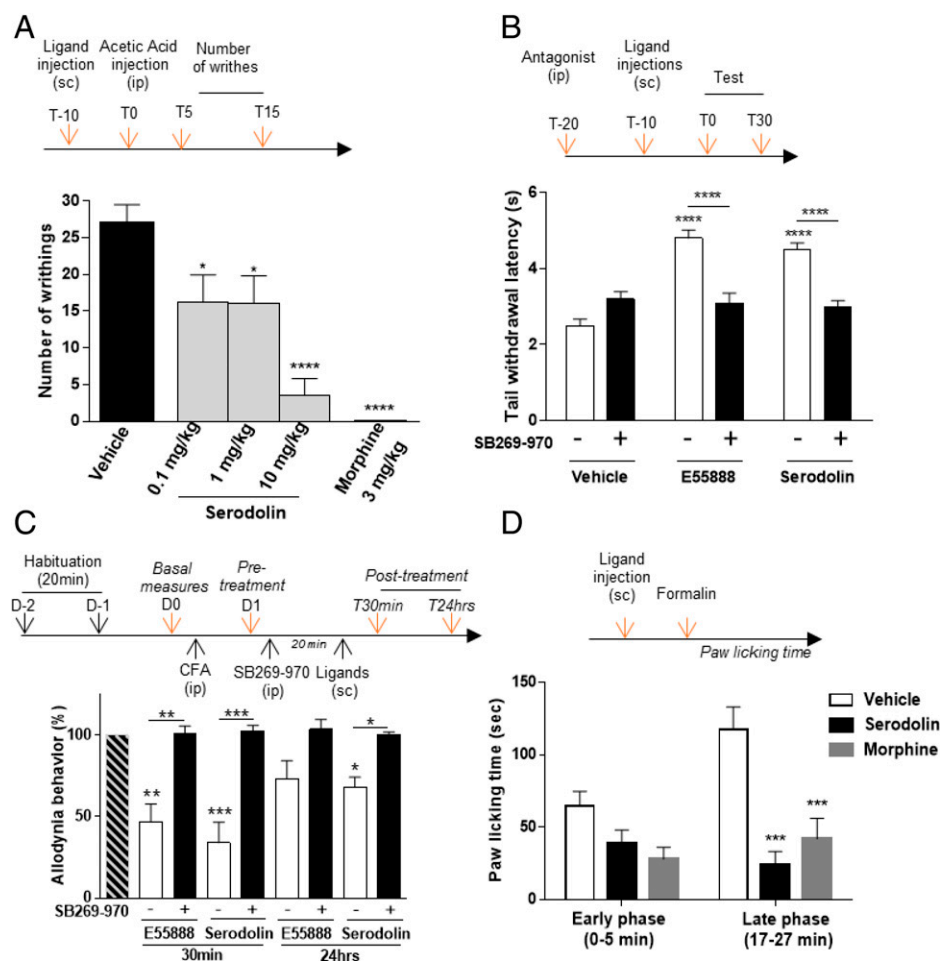 A
Ligand injection (sc)
Acetic Acid injection (ip)
Number of writhes
T-10 T0 T5 T15
Number of writhings
30
25
20
15
10
5
0
* * **** ****
Vehicle
0.1 mg/kg
1 mg/kg
10 mg/kg
Morphine
3 mg/kg
Serodolin
B
Antagonist (ip)
Ligand injections (sc)
Test
T-20 T-10 T0 T30
Tail withdrawal latency (s)
6
4
2
0
**** **** **** ****
SB269-970 - + - + - +
Vehicle E55888 Serodolin
C
Habituation (20min)
Basal measures
Pre-treatment
Post-treatment
D-2 D-1 D0 D1 T30min T24hrs
20 min
CFA (ip)
SB269-970 (ip)
Ligands (sc)
Allodynia behavior (%)
100
50
0
** *** *
** *** *
SB269-970 - + - + - + - +
E55888 Serodolin E55888 Serodolin
30min 24hrs
D
Ligand injection (sc)
Formalin
Paw licking time
Paw licking time (sec)
150
100
50
0
Vehicle
Serodolin
Morphine
*** ***
Early phase (0-5 min)
Late phase (17-27 min)